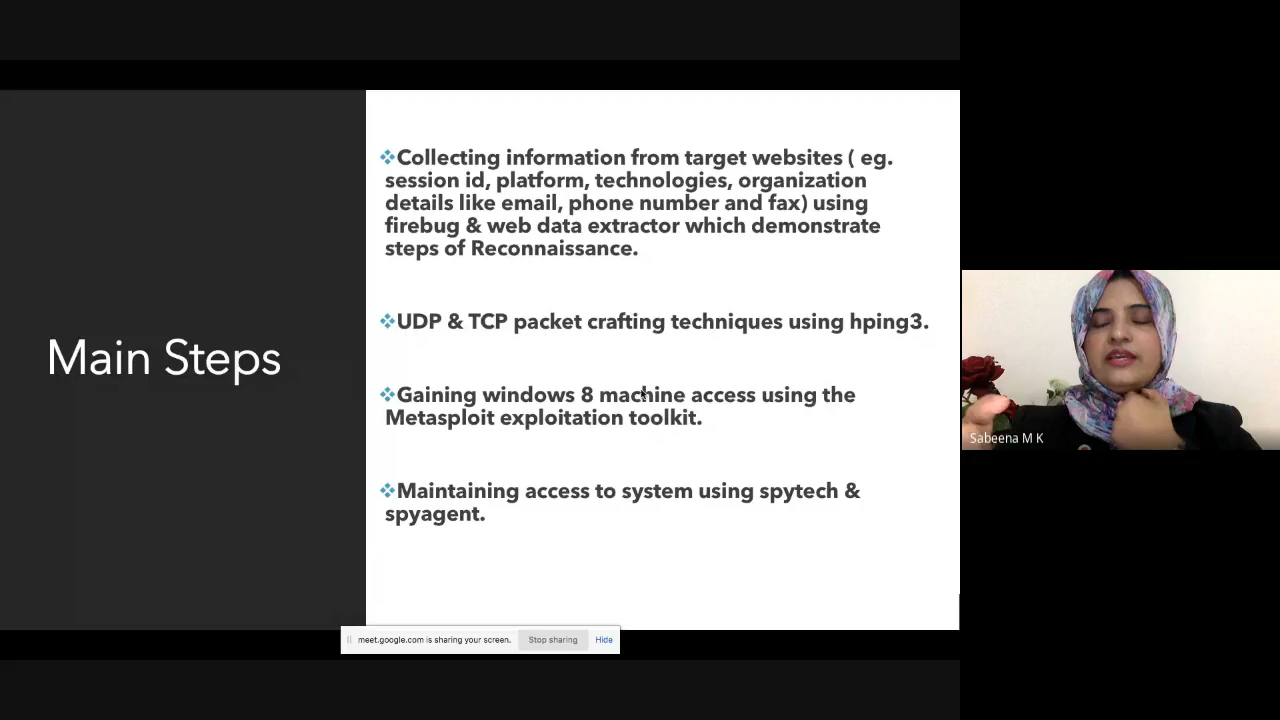 Main Steps
Collecting information from target websites ( eg.
session id, platform, technologies, organization
details like email, phone number and fax) using
firebug & web data extractor which demonstrate
steps of Reconnaissance.
UDP & TCP packet crafting techniques using hping3.
Gaining windows 8 machine access using the
Metasploit exploitation toolkit.
Maintaining access to system using spytech &
spyagent.
Sabeena M K
meet.google.com is sharing your screen. Stop sharing Hide